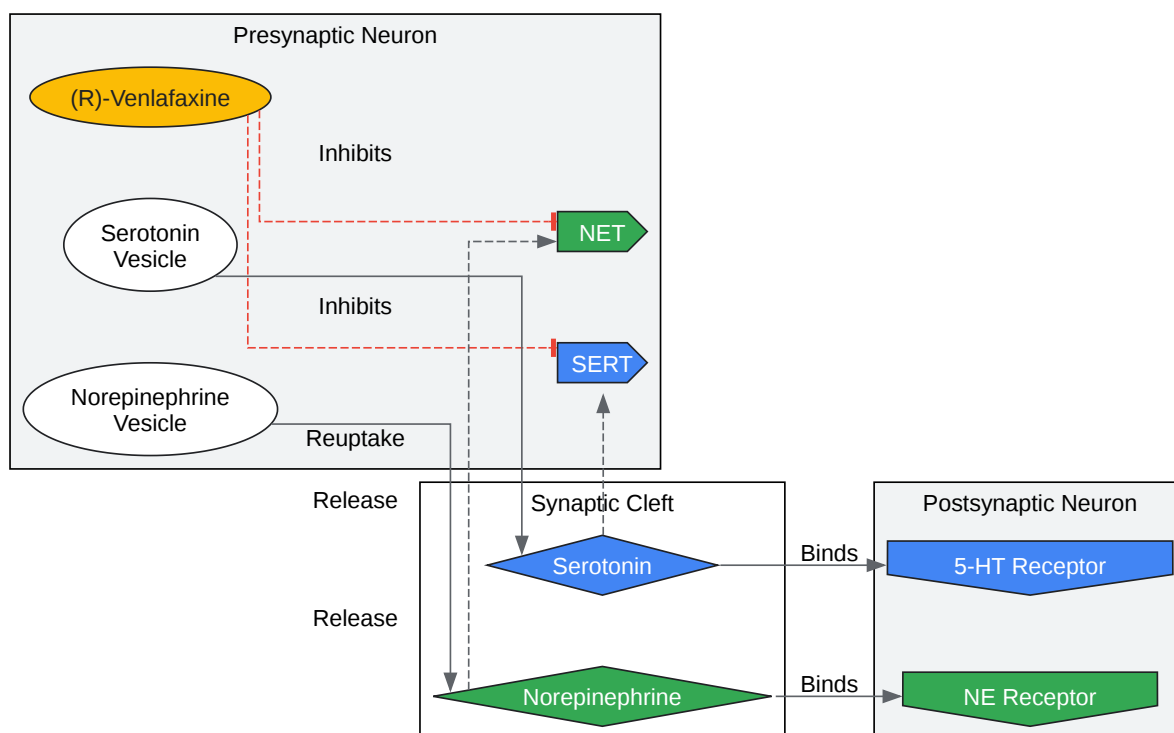 Presynaptic Neuron
(R)-Venlafaxine
Inhibits
Serotonin
Vesicle
NET
Inhibits
SERT
Norepinephrine
Vesicle
Reuptake
Release
Synaptic Cleft
Postsynaptic Neuron
Serotonin
Binds
5-HT Receptor
Release
Norepinephrine
Binds
NE Receptor